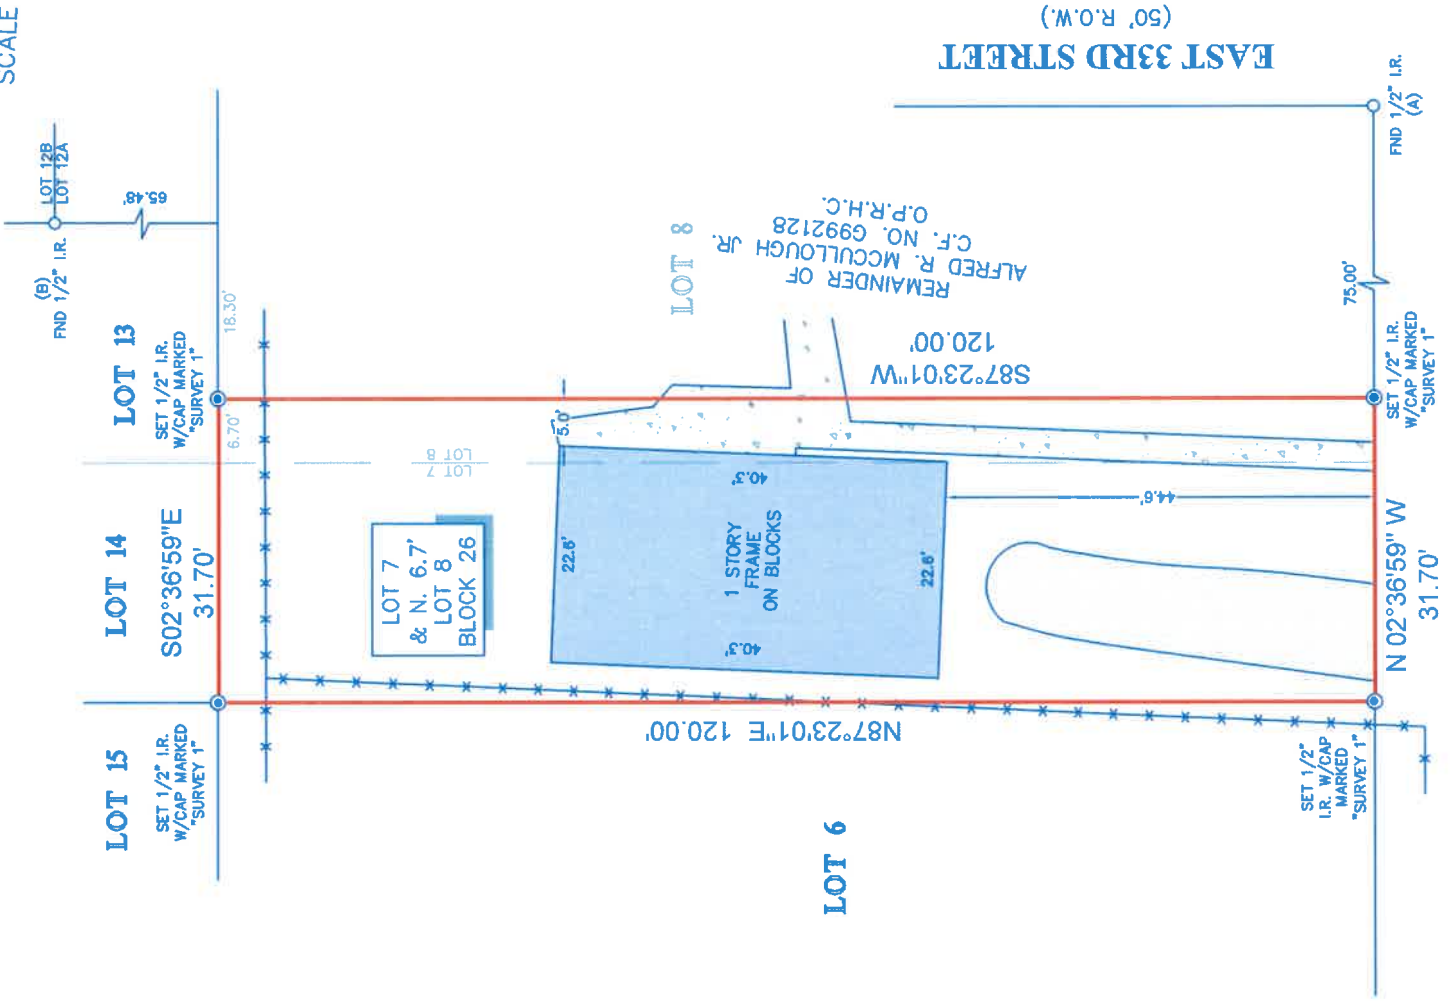 SCALE
EAST 33RD STREET
(50' R.O.W.)
LOT 12B
LOT 12A
65.48'
(B)
FND 1/2" I.R.
LOT 13
SET 1/2" I.R.
W/CAP MARKED
"SURVEY 1"
18.30'
6.70'
LOT 14
S02°36'59"E
31.70'
LOT 15
SET 1/2" I.R.
W/CAP MARKED
"SURVEY 1"
LOT 8
REMAINDER OF
ALFRED R. MCCULLOUGH JR.
C.F. NO. G992128
O.P.R.H.C.
S87°23'01"W
120.00'
LOT 7
LOT 8
5.0'
LOT 7
& N. 6.7'
LOT 8
BLOCK 26
22.6'
40.3'
1 STORY
FRAME
ON BLOCKS
40.3'
22.6'
44.6'
N87°23'01"E 120.00'
LOT 6
75.00'
FND 1/2" I.R.
(A)
SET 1/2" I.R.
W/CAP MARKED
"SURVEY 1"
N 02°36'59" W
31.70'
SET 1/2"
I.R. W/CAP
MARKED
"SURVEY 1"